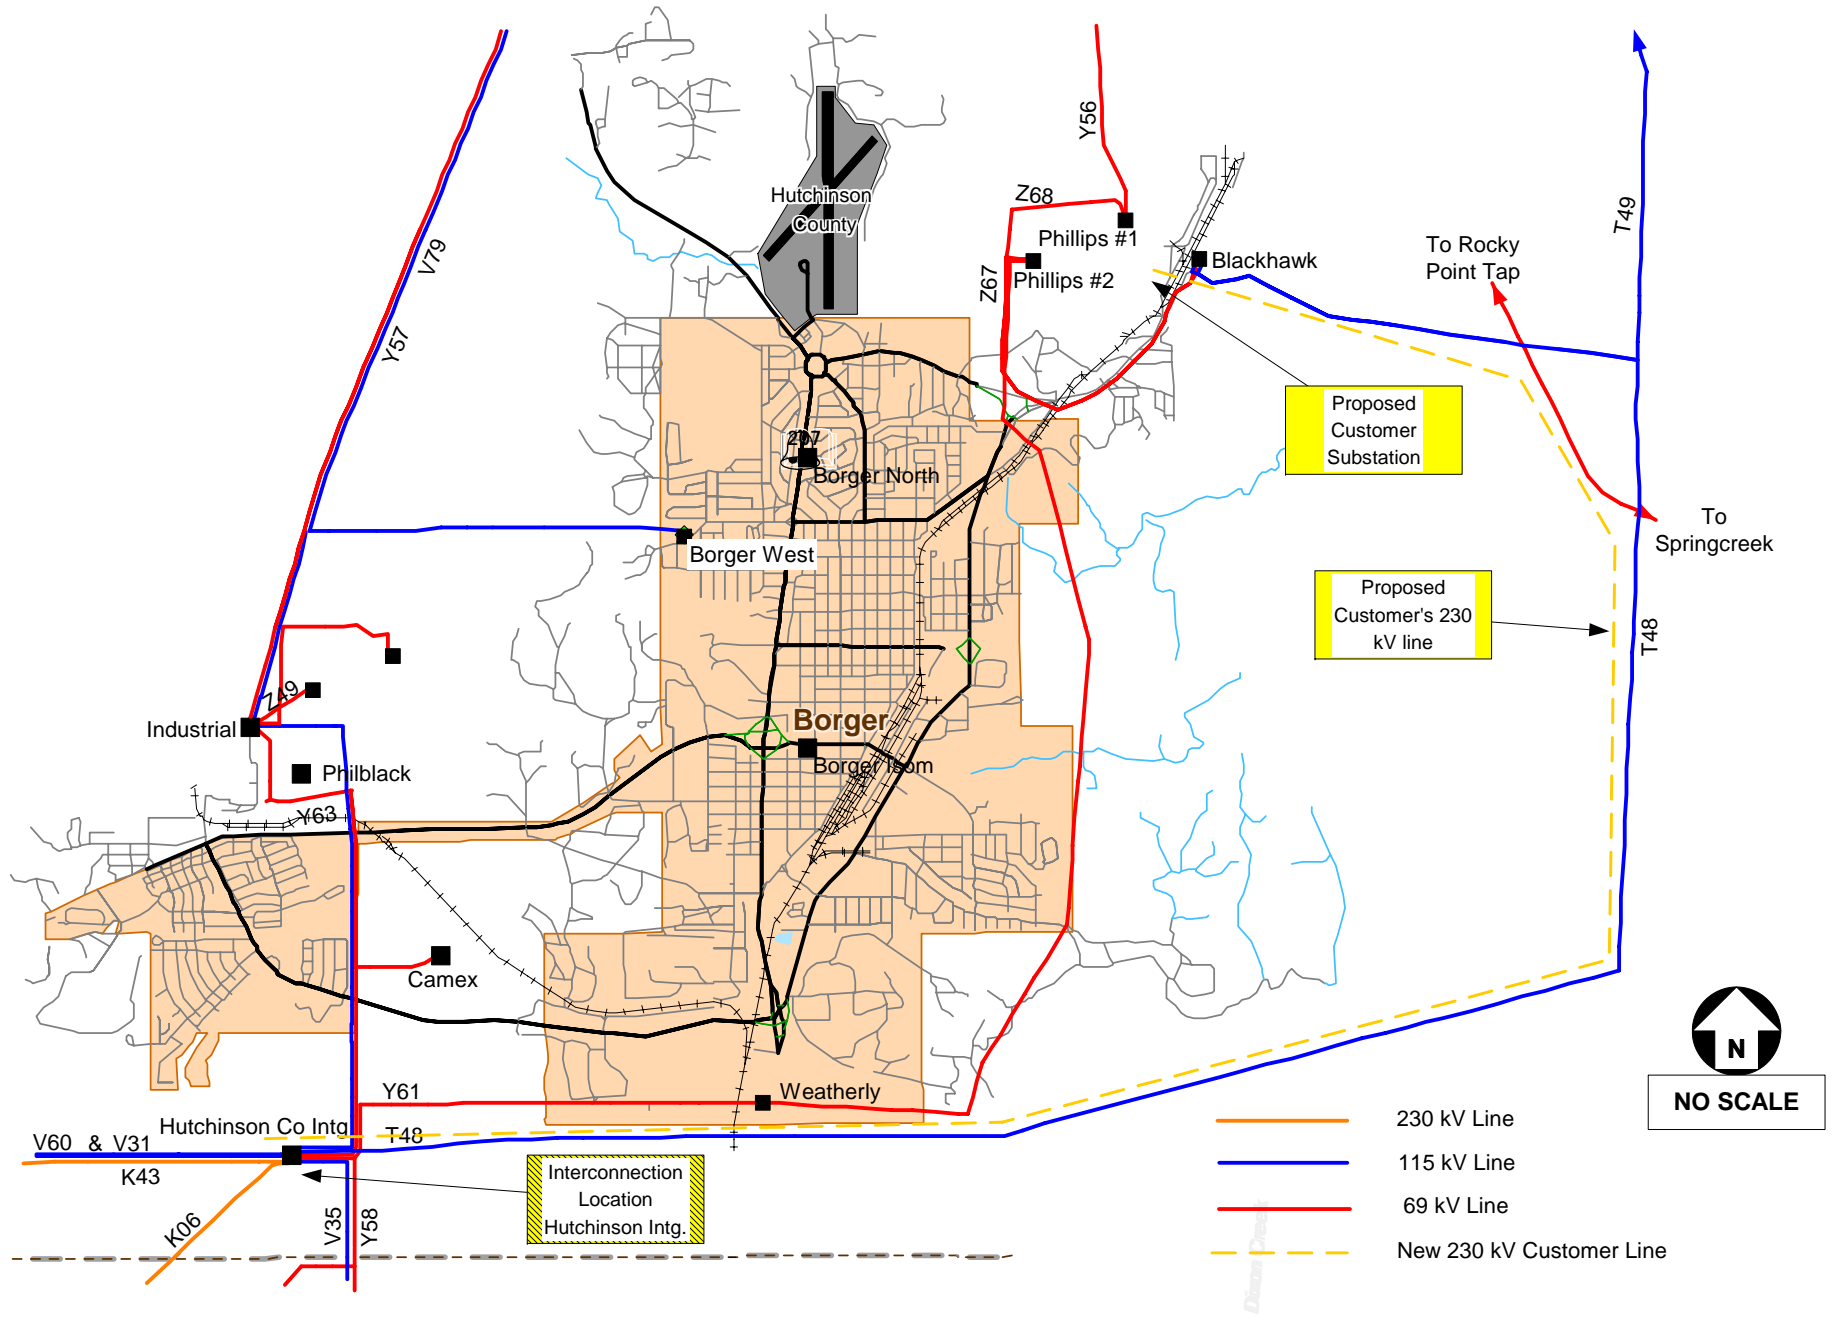 Y56
Hutchinson
County
Z68
Phillips #1
Phillips #2
Z67
Blackhawk
To Rocky
Point Tap
T49
V79
Y57
Proposed
Customer
Substation
207
Borger North
Borger West
To
Springcreek
Proposed
Customer's 230
kV line
T48
Z49
Industrial
Borger
Borger Isom
Philblack
Y63
Camex
N
NO SCALE
Y61
Weatherly
Hutchinson Co Intg
T48
V60 & V31
K43
K06
V35
Y58
Interconnection
Location
Hutchinson Intg.
230 kV Line
115 kV Line
69 kV Line
New 230 kV Customer Line
Dixon Creek